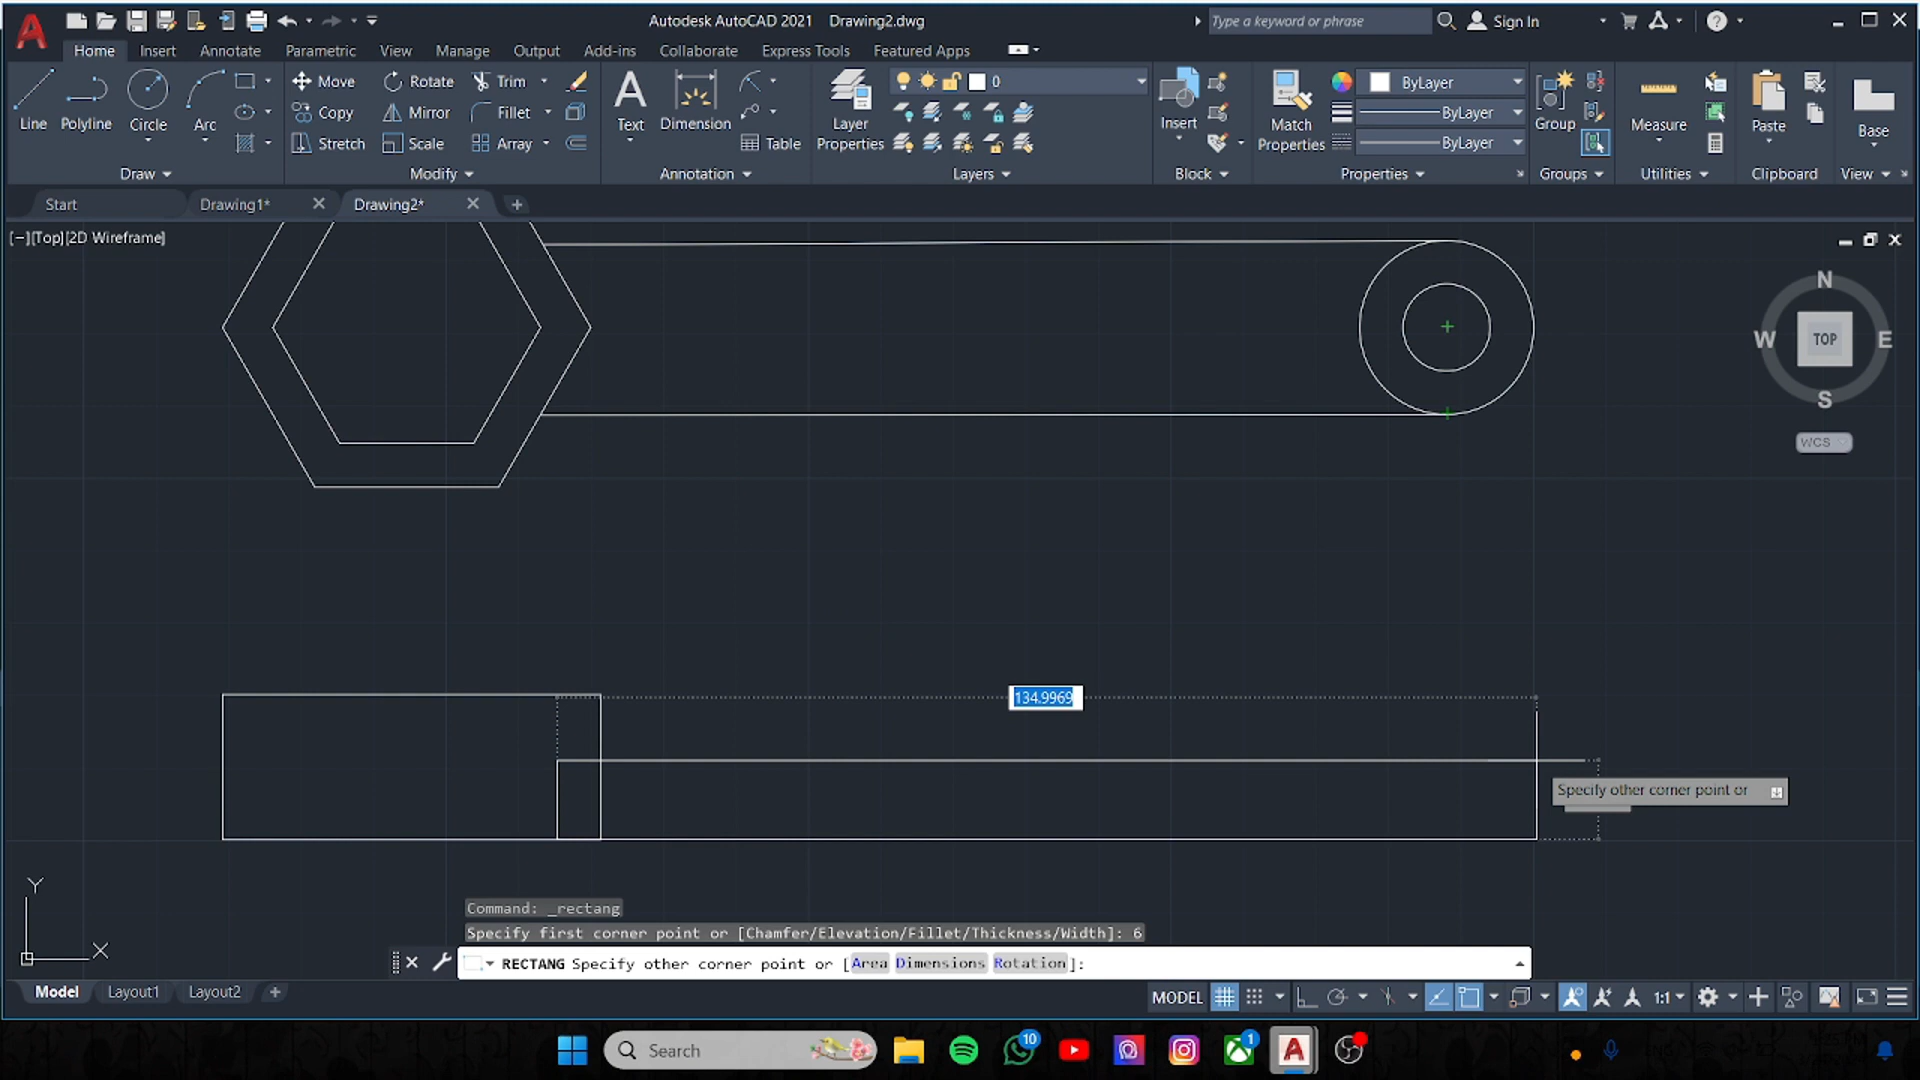 Autodesk AutoCAD 2021 Drawing2.dwg
Type a keyword or phrase
Sign In
Home Insert Annotate Parametric View Manage Output Add-ins Collaborate Express Tools Featured Apps
Line Polyline Circle Arc
Move Rotate Trim
Copy Mirror Fillet
Stretch Scale Array
Text Dimension Table
Layer Properties
0
Insert
Match Properties
ByLayer
ByLayer
ByLayer
Group
Measure
Paste
Base
Draw Modify Annotation Layers Block Properties Groups Utilities Clipboard View
Start Drawing1* Drawing2*
[−][Top][2D Wireframe]
N
W TOP E
S
WCS
134.9969
Specify other corner point or
Y
X
Command: _rectang
Specify first corner point or [Chamfer/Elevation/Fillet/Thickness/Width]: 6
RECTANG Specify other corner point or [Area Dimensions Rotation]:
Model Layout1 Layout2
MODEL 1:1
Search
10
1